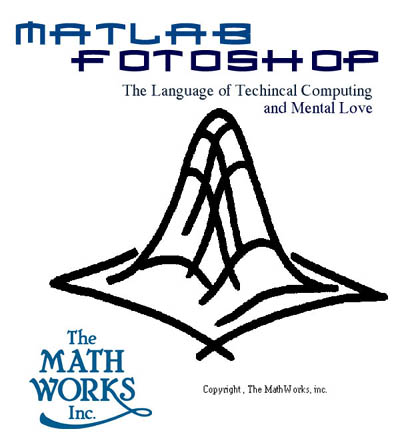 MATLAB
FOTOSHOP
The Language of Techincal Computing
and Mental Love
The
MATH
WORKS
Inc.
Copyright , The MathWorks, inc.